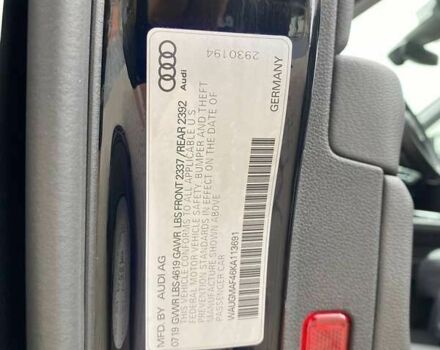 MFD. BY AUDI AG
07/19 GVWR LBS 4619 GAWR LBS FRONT 2337/REAR 2392
THIS VEHICLE CONFORMS TO ALL APPLICABLE U.S.
FEDERAL MOTOR VEHICLE SAFETY, BUMPER AND THEFT
PREVENTION STANDARDS IN EFFECT ON THE DATE OF
MANUFACTURE SHOWN ABOVE.
PASSENGER CAR
WAUGMAF46KA113691
Audi
2930194
GERMANY